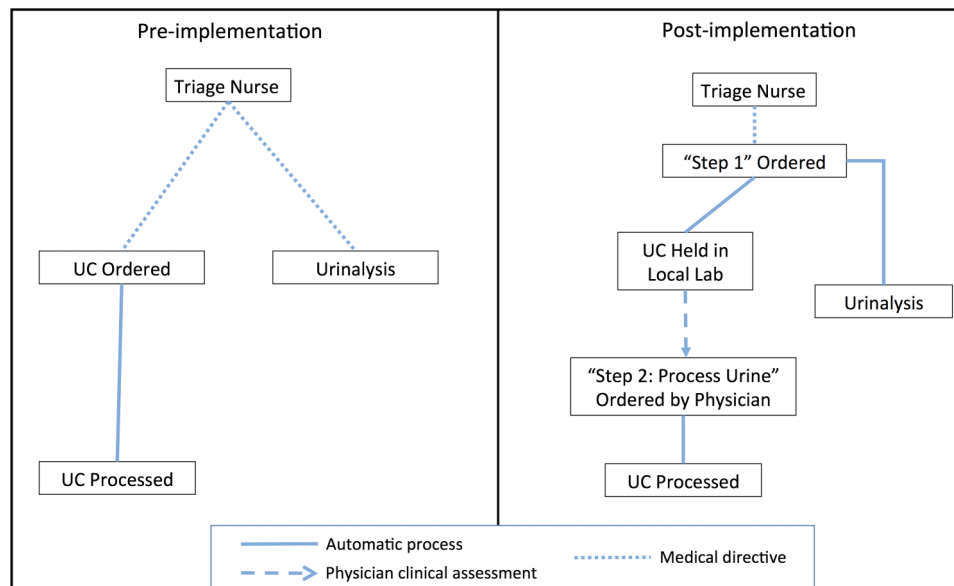 Pre-implementation
Triage Nurse
UC Ordered
Urinalysis
UC Processed
Post-implementation
Triage Nurse
“Step 1” Ordered
UC Held in
Local Lab
Urinalysis
“Step 2: Process Urine”
Ordered by Physician
UC Processed
Automatic process
Physician clinical assessment
Medical directive